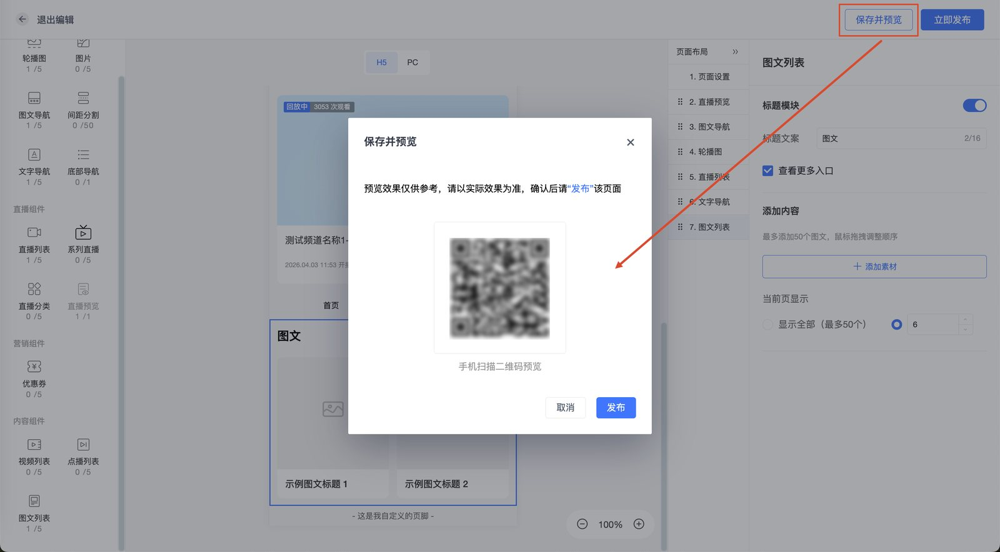 退出编辑
保存并预览
立即发布
轮播图
1 /5
图片
0 /5
图文导航
1 /5
间距分割
0 /50
文字导航
1 /5
底部导航
0 /1
直播组件
直播列表
1 /5
系列直播
0 /5
直播分类
0 /5
直播预览
1 /1
营销组件
优惠券
0 /5
内容组件
视频列表
0 /5
点播列表
0 /5
图文列表
1 /5
H5
PC
回放中
3053 次观看
测试频道名称1-
2026.04.03 11:53 开播
首页
图文
示例图文标题 1
示例图文标题 2
- 这是我自定义的页脚 -
100%
保存并预览
预览效果仅供参考，请以实际效果为准，确认后请“发布”该页面
手机扫描二维码预览
取消
发布
页面布局
1. 页面设置
2. 直播预览
3. 图文导航
4. 轮播图
5. 直播列表
6. 文字导航
7. 图文列表
图文列表
标题模块
标题文案
图文
2/16
查看更多入口
添加内容
最多添加50个图文，鼠标拖拽调整顺序
添加素材
当前页显示
显示全部（最多50个）
6